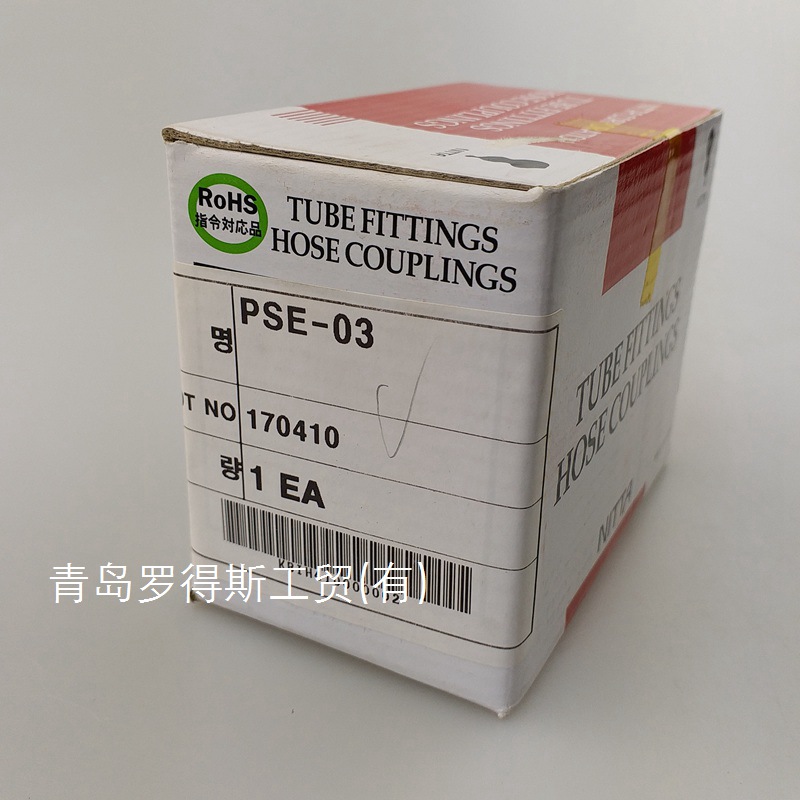 RoHS
指令対応品
TUBE FITTINGS
HOSE COUPLINGS
명
PSE-03
OT NO
170410
량
1 EA
青岛罗得斯工贸(有)
TUBE FITTINGS
HOSE COUPLINGS
NITTA